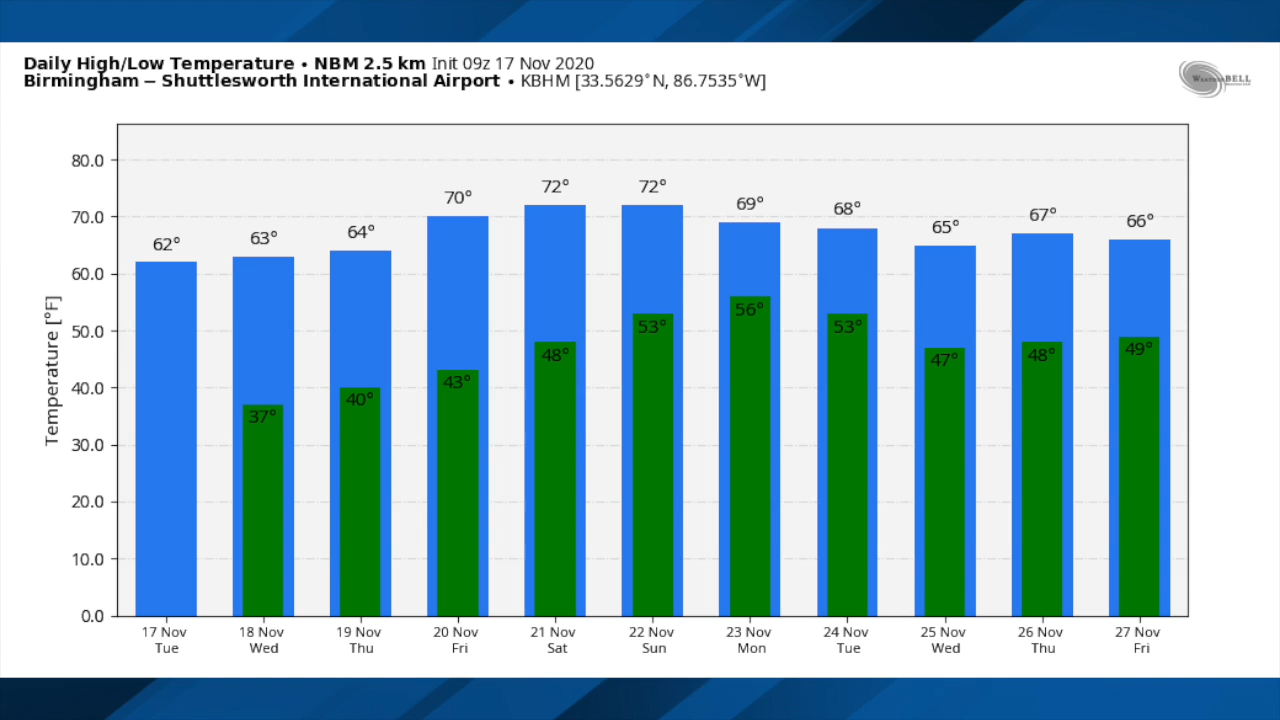 Daily High/Low Temperature • NBM 2.5 km Init 09z 17 Nov 2020
Birmingham – Shuttlesworth International Airport • KBHM [33.5629°N, 86.7535°W]
WeatherBELL
Temperature [°F]
80.0
70.0
60.0
50.0
40.0
30.0
20.0
10.0
0.0
62° 63° 64° 70° 72° 72° 69° 68° 65° 67° 66°
37° 40° 43° 48° 53° 56° 53° 47° 48° 49°
17 Nov 18 Nov 19 Nov 20 Nov 21 Nov 22 Nov 23 Nov 24 Nov 25 Nov 26 Nov 27 Nov
Tue Wed Thu Fri Sat Sun Mon Tue Wed Thu Fri